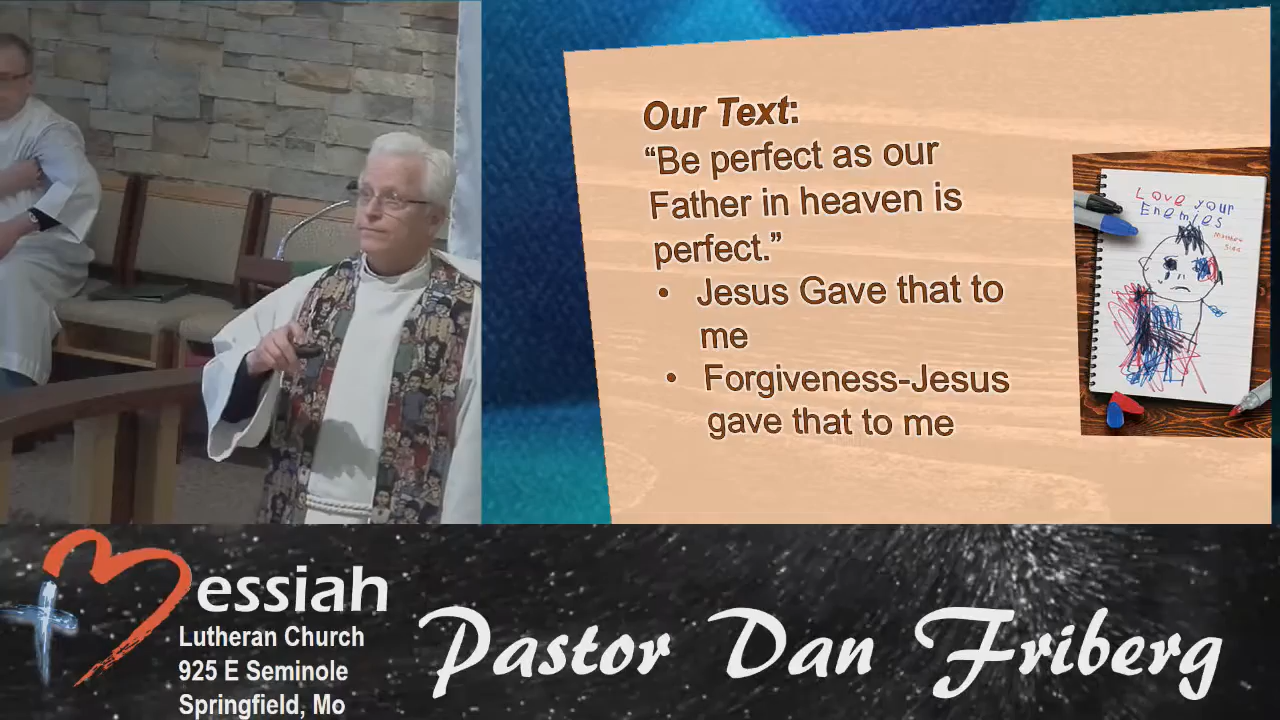 Our Text:
“Be perfect as our
Father in heaven is
perfect.”
• Jesus Gave that to
me
• Forgiveness-Jesus
gave that to me
Love your
Enemies
essiah
Lutheran Church
925 E Seminole
Springfield, Mo
Pastor Dan Friberg